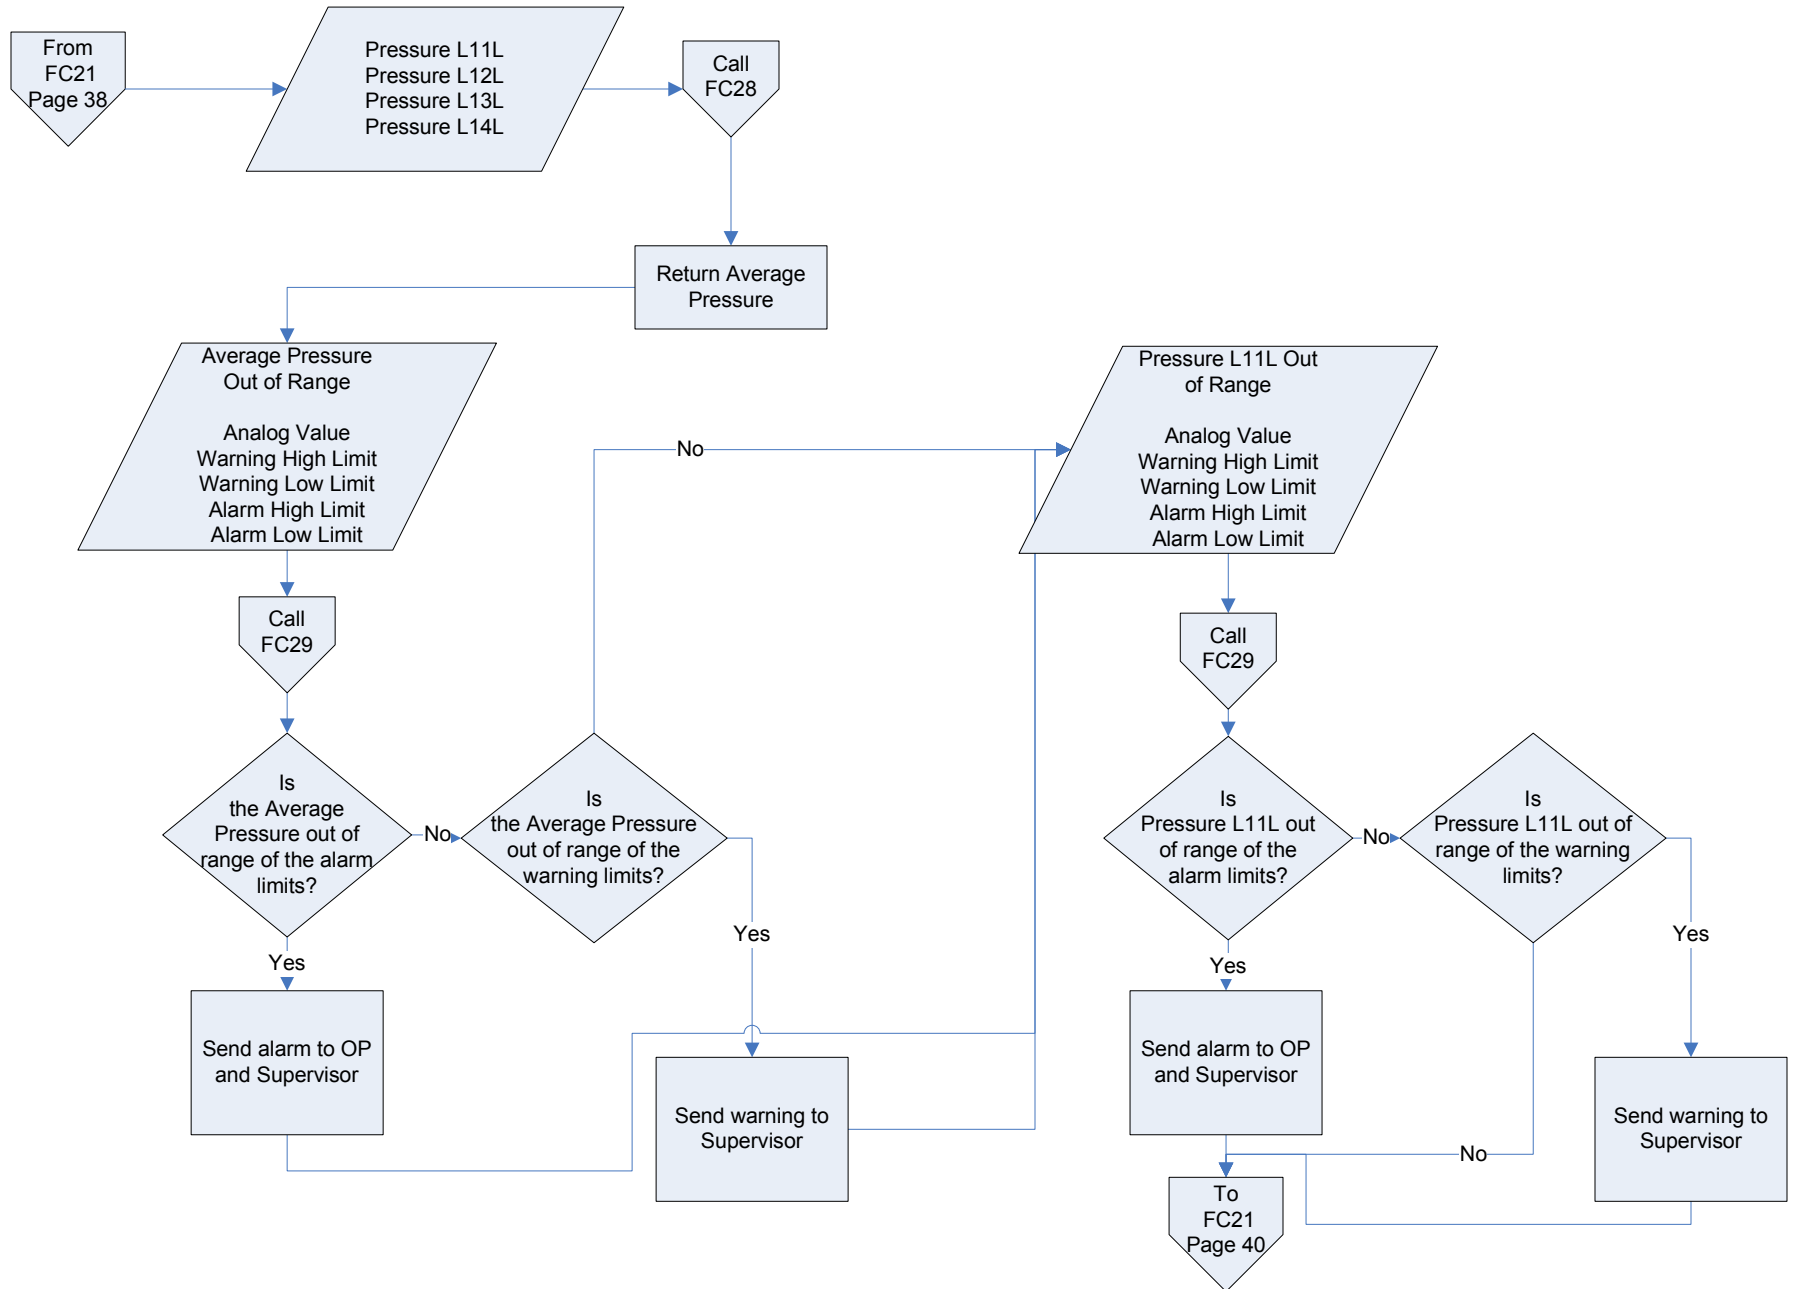 From
FC21
Page 38
Pressure L11L
Pressure L12L
Pressure L13L
Pressure L14L
Call
FC28
Return Average
Pressure
Average Pressure
Out of Range
Analog Value
Warning High Limit
Warning Low Limit
Alarm High Limit
Alarm Low Limit
Call
FC29
Is
the Average
Pressure out of
range of the alarm
limits?
No
Is
the Average Pressure
out of range of the
warning limits?
No
Yes
Yes
Send alarm to OP
and Supervisor
Send warning to
Supervisor
Pressure L11L Out
of Range
Analog Value
Warning High Limit
Warning Low Limit
Alarm High Limit
Alarm Low Limit
Call
FC29
Is
Pressure L11L out
of range of the
alarm limits?
No
Is
Pressure L11L out of
range of the warning
limits?
Yes
Yes
Send alarm to OP
and Supervisor
Send warning to
Supervisor
No
To
FC21
Page 40